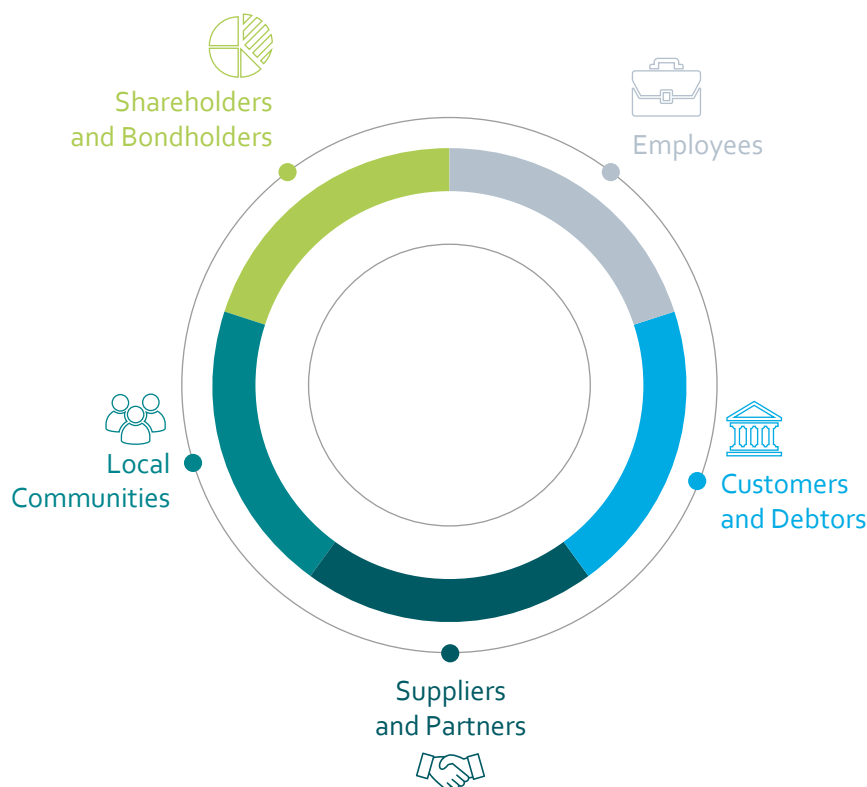 Shareholders
and Bondholders
Employees
Local
Communities
Customers
and Debtors
Suppliers
and Partners